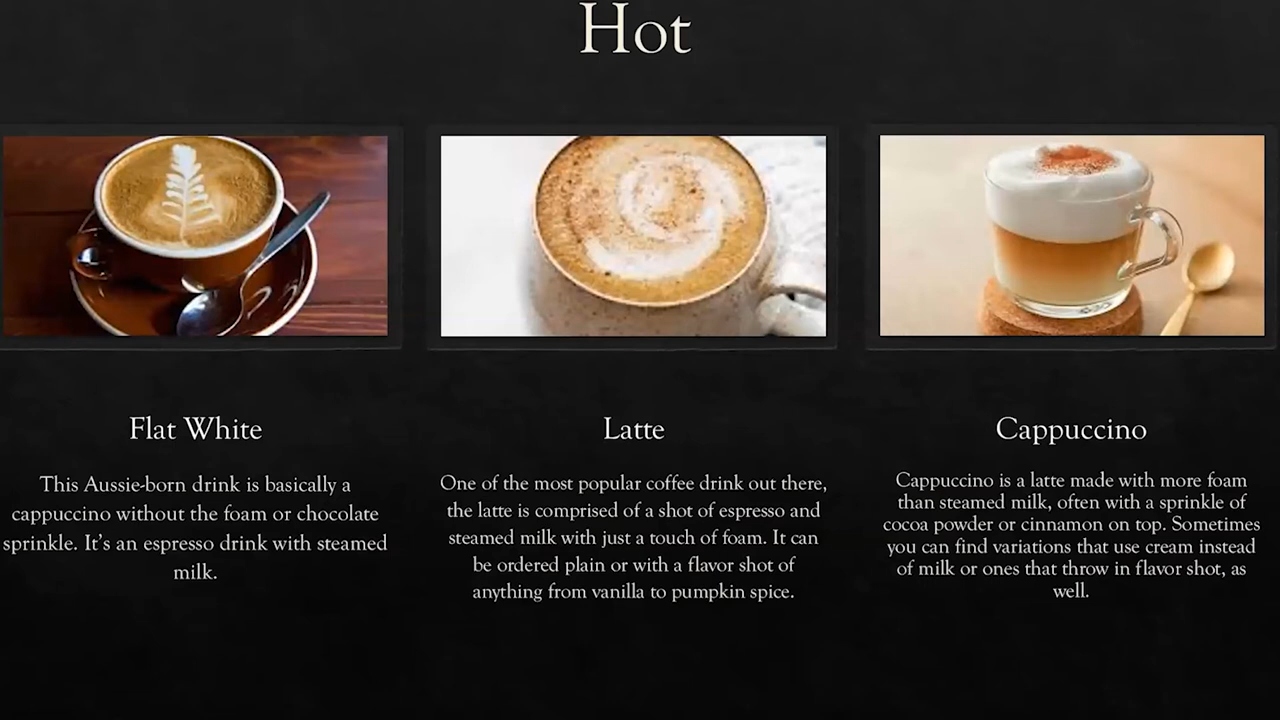 Hot
Flat White
This Aussie-born drink is basically a
cappuccino without the foam or chocolate
sprinkle. It's an espresso drink with steamed
milk.
Latte
One of the most popular coffee drink out there,
the latte is comprised of a shot of espresso and
steamed milk with just a touch of foam. It can
be ordered plain or with a flavor shot of
anything from vanilla to pumpkin spice.
Cappuccino
Cappuccino is a latte made with more foam
than steamed milk, often with a sprinkle of
cocoa powder or cinnamon on top. Sometimes
you can find variations that use cream instead
of milk or ones that throw in flavor shot, as
well.